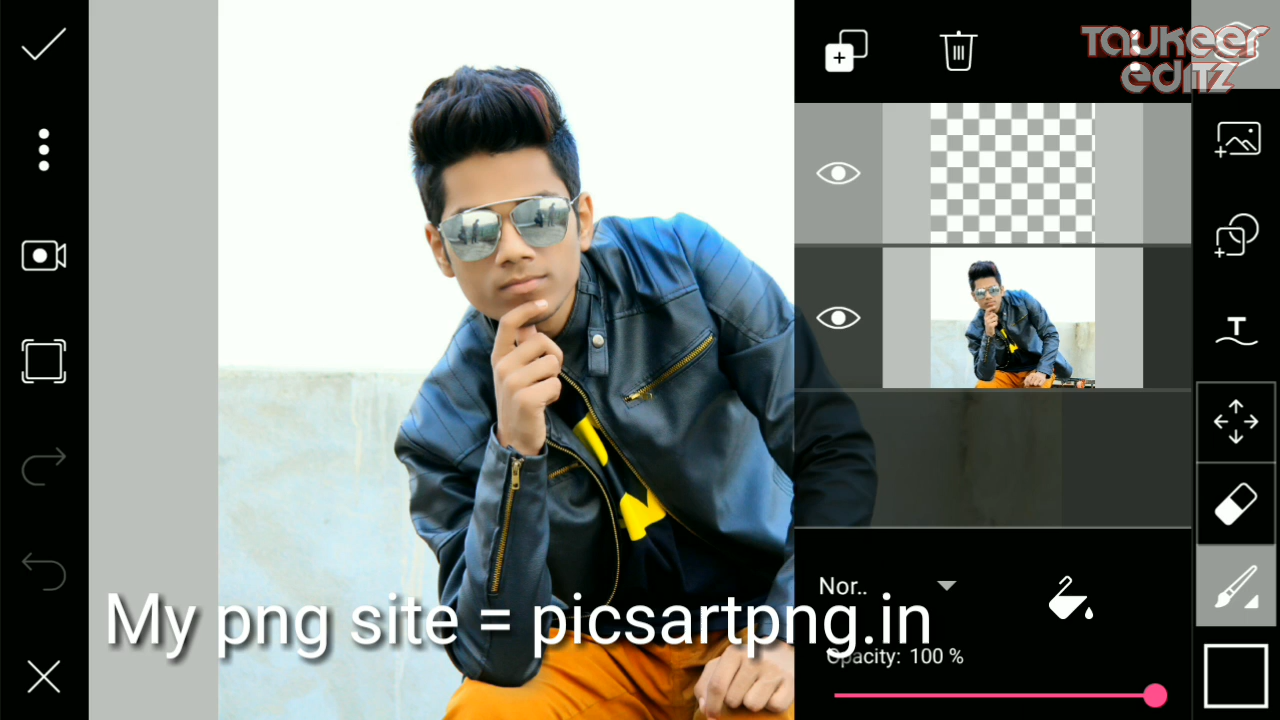 TAUKEER
EDITZ
T
Nor..
My png site = picsartpng.in
Opacity: 100 %